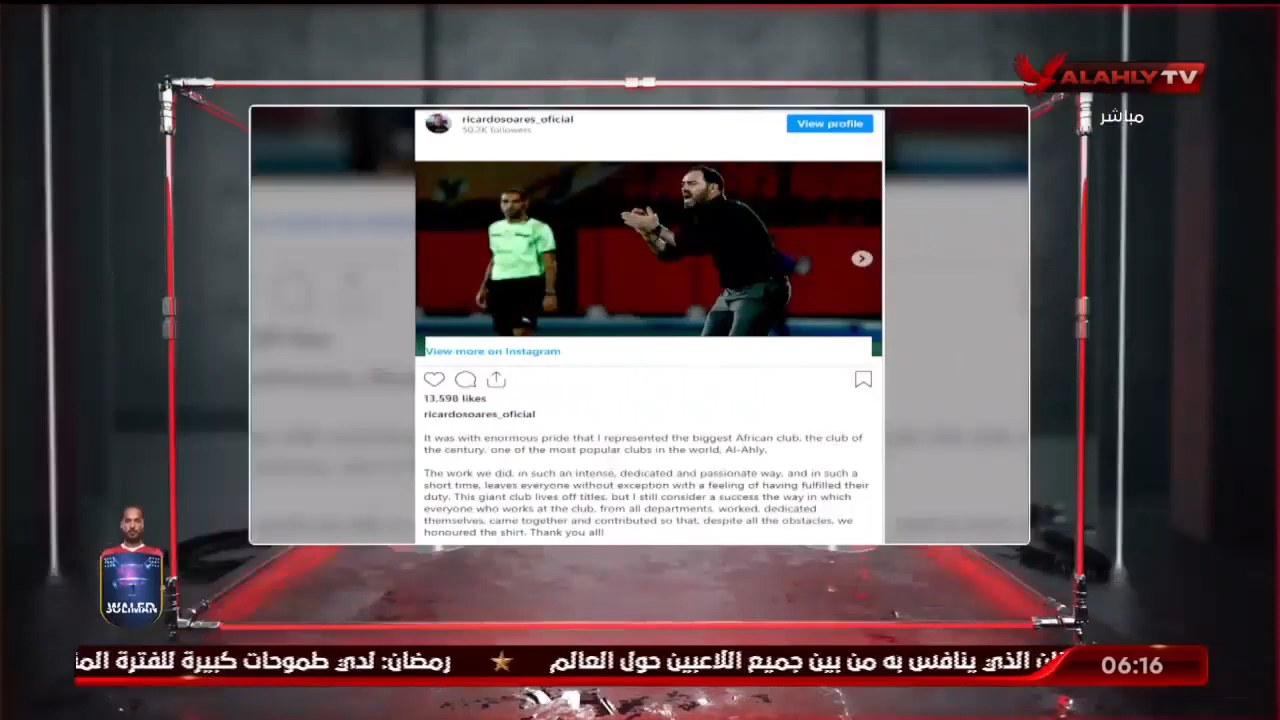 ALAHLY TV
مباشر
ricardosoares_oficial
50.2K followers
View profile
View more on Instagram
13,598 likes
ricardosoares_oficial
It was with enormous pride that I represented the biggest African club, the club of
the century, one of the most popular clubs in the world, Al-Ahly.
The work we did, in such an intense, dedicated and passionate way, and in such a
short time, leaves everyone without exception with a feeling of having fulfilled their
duty. This giant club lives off titles, but I still consider a success the way in which
everyone who works at the club, from all departments, worked, dedicated
themselves, came together and contributed so that, despite all the obstacles, we
honoured the shirt. Thank you all!
الذي ينافس به من بين جميع اللاعبين حول العالم
رمضان: لدي طموحات كبيرة للفترة
06:16